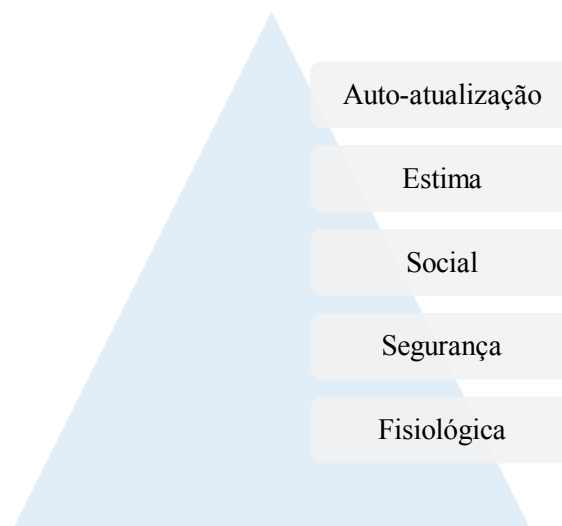 Auto-atualização
Estima
Social
Segurança
Fisiológica